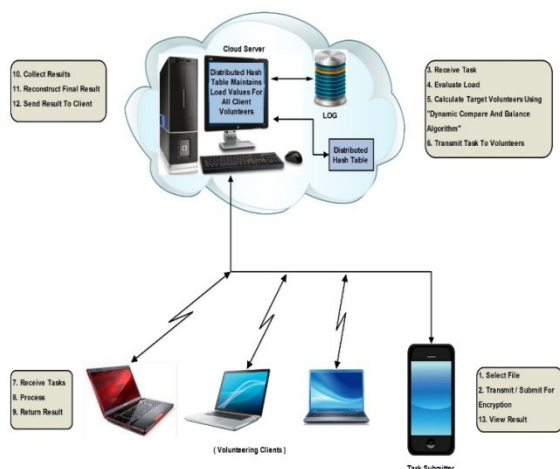 Cloud Server
10. Collect Results
11. Reconstruct Final Result
12. Send Result To Client
Distributed Hash
Table Maintains
Load Values For
All Client
Volunteers
LOG
Distributed
Hash Table
3. Receive Task
4. Evaluate Load
5. Calculate Target Volunteers Using
"Dynamic Compare And Balance
Algorithm"
6. Transmit Task To Volunteers
7. Receive Tasks
8. Process
9. Return Result
( Volunteering Clients )
1. Select File
2. Transmit / Submit For
Encryption
13. View Result
Task Submitter